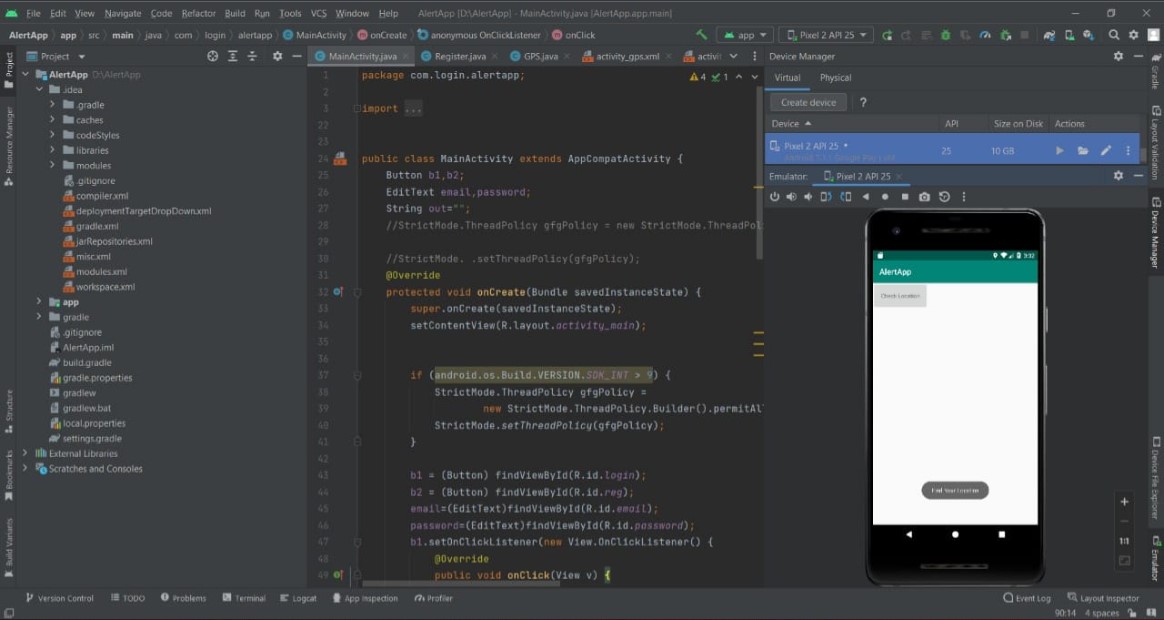 File Edit View Navigate Code Refactor Build Run Tools VCS Window Help AlertApp [D:\AlertApp] - MainActivity.java [AlertApp.app.main]
AlertApp app src main java com login alertapp MainActivity onCreate anonymous OnClickListener onClick app Pixel 2 API 25
Project
MainActivity.java Register.java GPS.java activity_gps.xml activi
Device Manager
AlertApp D:\AlertApp
.idea
.gradle
caches
codeStyles
libraries
modules
.gitignore
compiler.xml
deploymentTargetDropDown.xml
gradle.xml
jarRepositories.xml
misc.xml
modules.xml
workspace.xml
app
gradle
.gitignore
AlertApp.iml
build.gradle
gradle.properties
gradlew
gradlew.bat
local.properties
settings.gradle
External Libraries
Scratches and Consoles
Project
Resource Manager
Structure
Bookmarks
Build Variants
4 1
1 package com.login.alertapp;
2
3 import ...
22
23
24 public class MainActivity extends AppCompatActivity {
25 Button b1,b2;
26 EditText email,password;
27 String out="";
28 //StrictMode.ThreadPolicy gfgPolicy = new StrictMode.ThreadPol
29
30 //StrictMode. .setThreadPolicy(gfgPolicy);
31 @Override
32 protected void onCreate(Bundle savedInstanceState) {
33 super.onCreate(savedInstanceState);
34 setContentView(R.layout.activity_main);
35
36
37 if (android.os.Build.VERSION.SDK_INT > 9) {
38 StrictMode.ThreadPolicy gfgPolicy =
39 new StrictMode.ThreadPolicy.Builder().permitAl
40 StrictMode.setThreadPolicy(gfgPolicy);
41 }
42
43 b1 = (Button) findViewById(R.id.login);
44 b2 = (Button) findViewById(R.id.reg);
45 email=(EditText)findViewById(R.id.email);
46 password=(EditText)findViewById(R.id.password);
47 b1.setOnClickListener(new View.OnClickListener() {
48 @Override
49 public void onClick(View v) {
Virtual Physical
Create device ?
Device API Size on Disk Actions
Pixel 2 API 25 25 10 GB
Emulator: Pixel 2 API 25
3:32
AlertApp
Check Location
Find Your Location
1:1
Gradle
Layout Validation
Device Manager
Device File Explorer
Emulator
Version Control TODO Problems Terminal Logcat App Inspection Profiler Event Log Layout Inspector
90:14 4 spaces